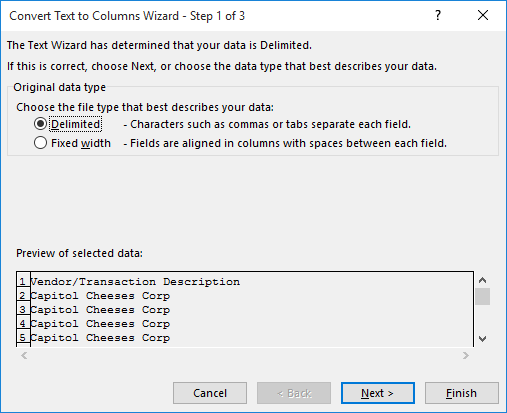 Convert Text to Columns Wizard - Step 1 of 3
The Text Wizard has determined that your data is Delimited.
If this is correct, choose Next, or choose the data type that best describes your data.
Original data type
Choose the file type that best describes your data:
Delimited - Characters such as commas or tabs separate each field.
Fixed width - Fields are aligned in columns with spaces between each field.
Preview of selected data:
1 Vendor/Transaction Description
2 Capitol Cheeses Corp
3 Capitol Cheeses Corp
4 Capitol Cheeses Corp
5 Capitol Cheeses Corp
Cancel < Back Next > Finish